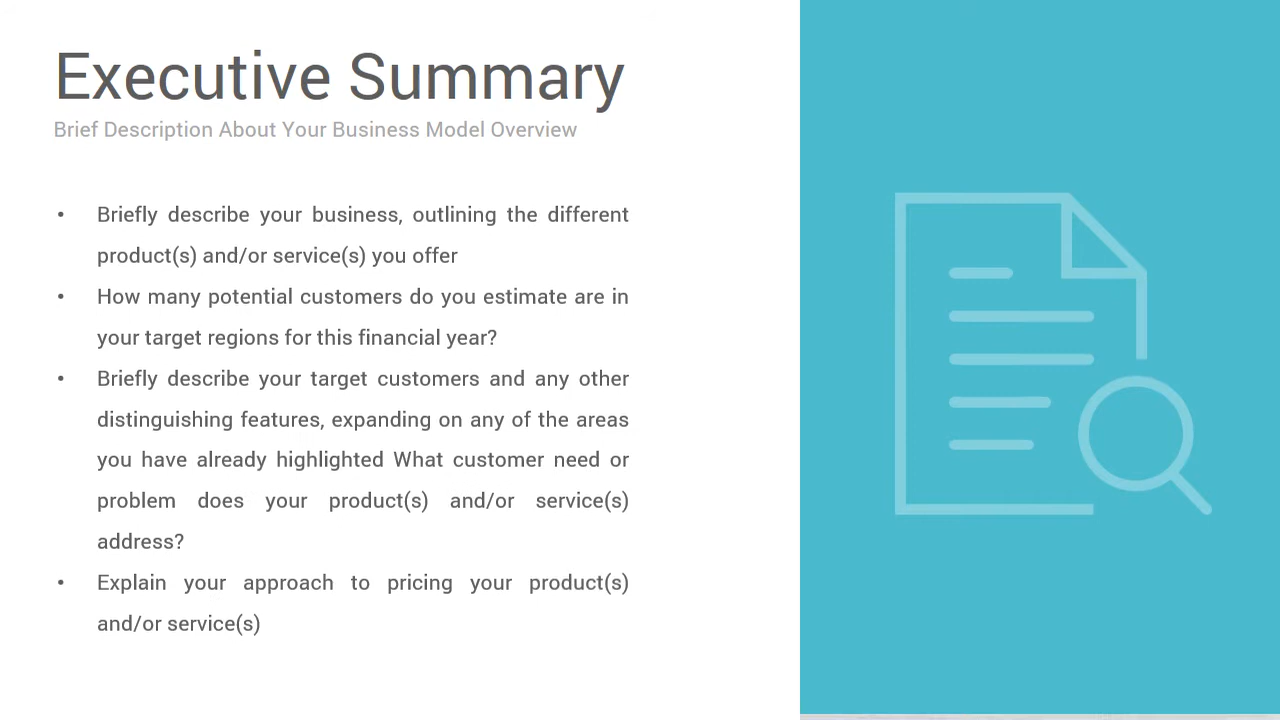 Executive Summary
Brief Description About Your Business Model Overview
• Briefly describe your business, outlining the different
product(s) and/or service(s) you offer
• How many potential customers do you estimate are in
your target regions for this financial year?
• Briefly describe your target customers and any other
distinguishing features, expanding on any of the areas
you have already highlighted What customer need or
problem does your product(s) and/or service(s)
address?
• Explain your approach to pricing your product(s)
and/or service(s)